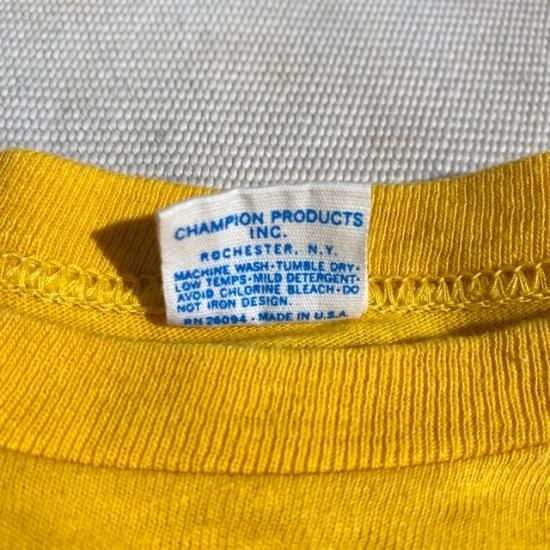 CHAMPION PRODUCTS
INC.
ROCHESTER, N.Y.
MACHINE WASH·TUMBLE DRY·
LOW TEMPS·MILD DETERGENT·
AVOID CHLORINE BLEACH·DO
NOT IRON DESIGN.
RN 26094·MADE IN U.S.A.